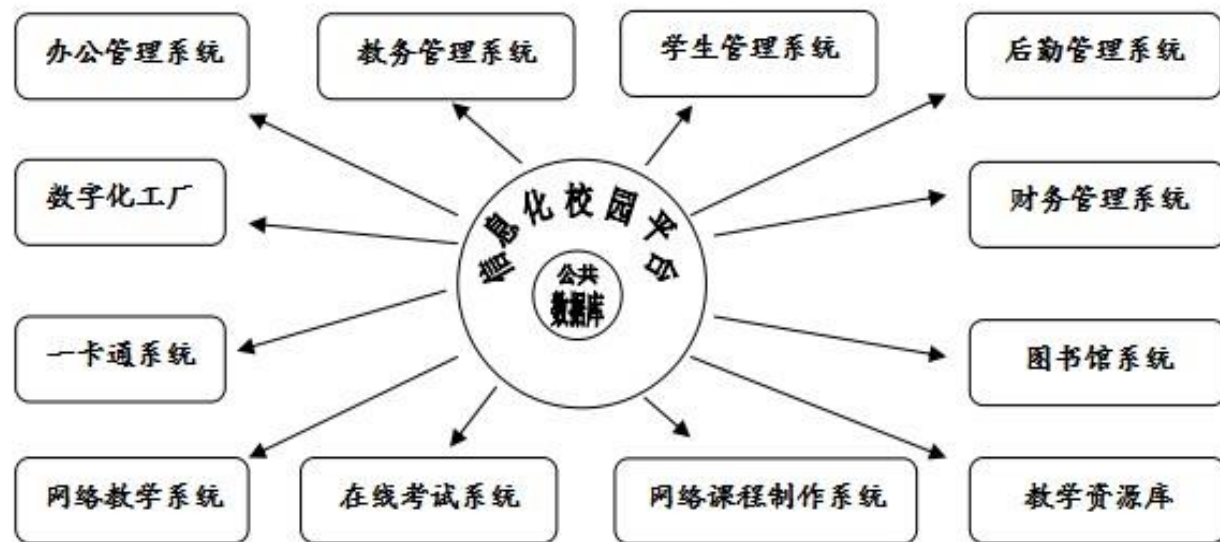 办公管理系统
教务管理系统
学生管理系统
后勤管理系统
数字化工厂
财务管理系统
信息化校园平台
公共
数据库
一卡通系统
图书馆系统
网络教学系统
在线考试系统
网络课程制作系统
教学资源库